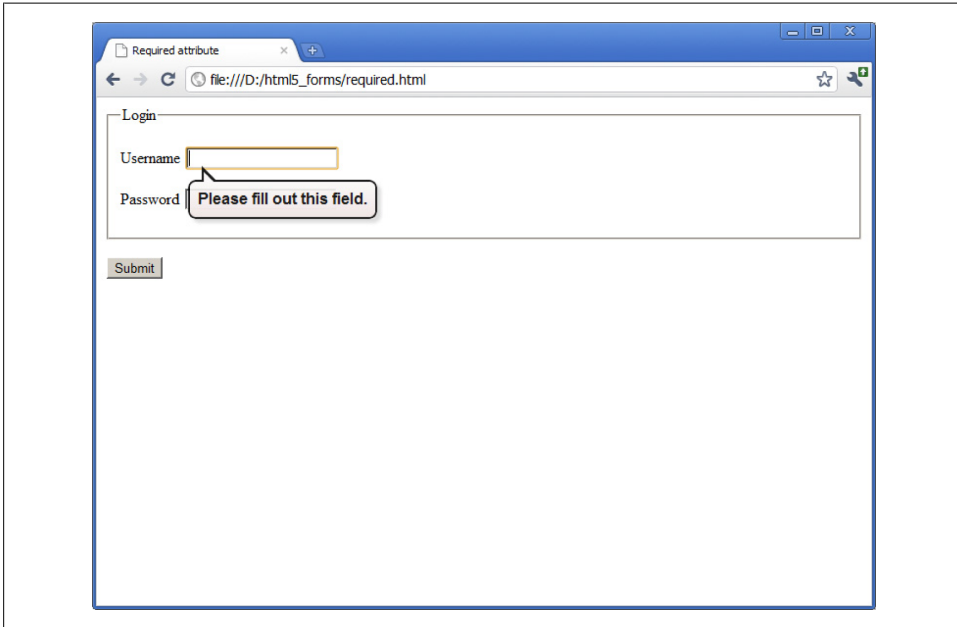 Required attribute
file:///D:/html5_forms/required.html
Login
Username
Password
Please fill out this field.
Submit